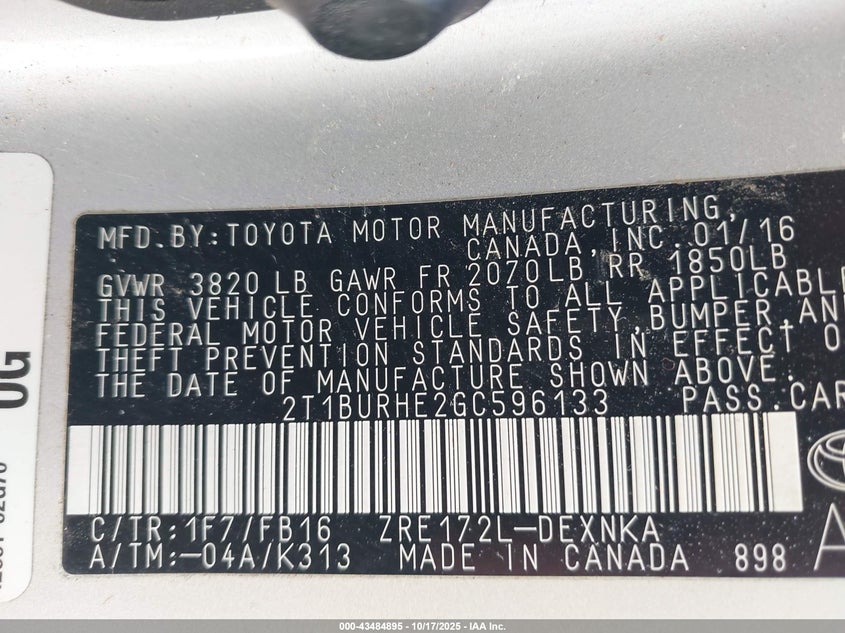 MFD.BY:TOYOTA MOTOR MANUFACTURING,
CANADA,INC.01/16
GVWR 3820 LB GAWR FR 2070LB RR 1850LB
THIS VEHICLE CONFORMS TO ALL APPLICABLE
FEDERAL MOTOR VEHICLE SAFETY,BUMPER,AN
THEFT PREVENTION STANDARDS IN EFFECT O
THE DATE OF MANUFACTURE SHOWN ABOVE.
2T1BURHE2GC596133 PASS.CAR
C/TR:1F7/FB16 ZRE172L-DEXNKA
A/TM:-04A/K313 MADE IN CANADA 898
000-43484895 - 10/17/2025 - IAA Inc.